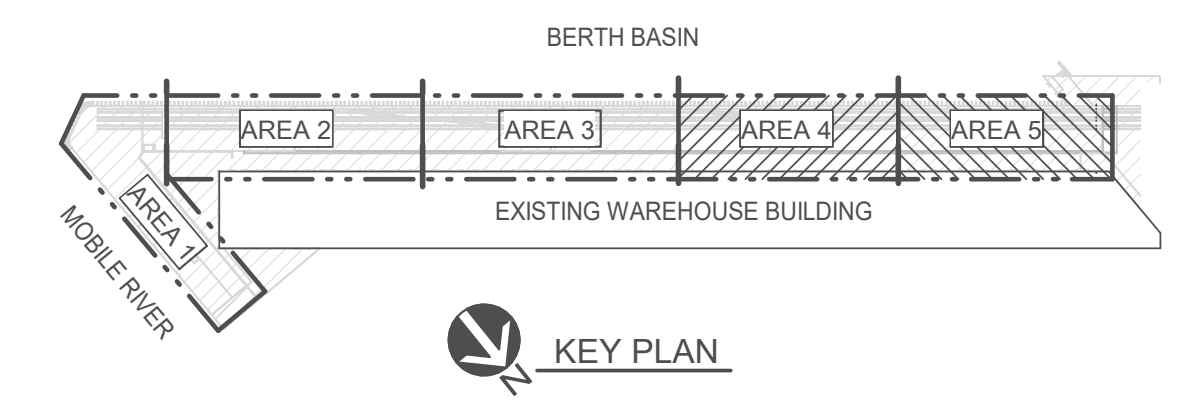 BERTH BASIN
AREA 2
AREA 3
AREA 4
AREA 5
AREA 1
EXISTING WAREHOUSE BUILDING
MOBILE RIVER
N
KEY PLAN